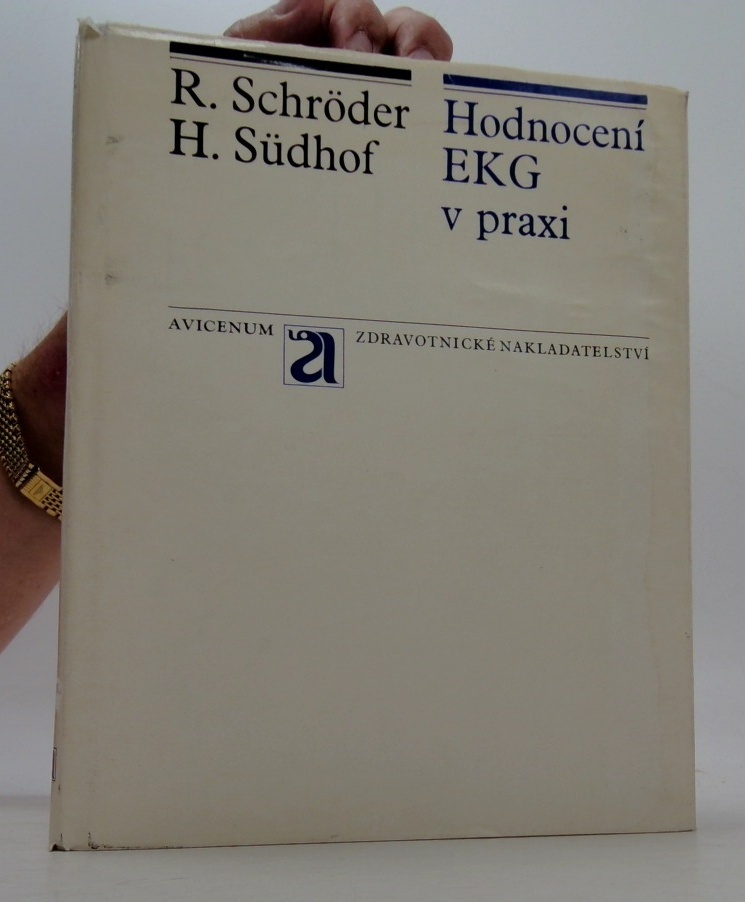 R. Schröder
H. Südhof
Hodnocení
EKG
v praxi
AVICENUM a ZDRAVOTNICKÉ NAKLADATELSTVÍ